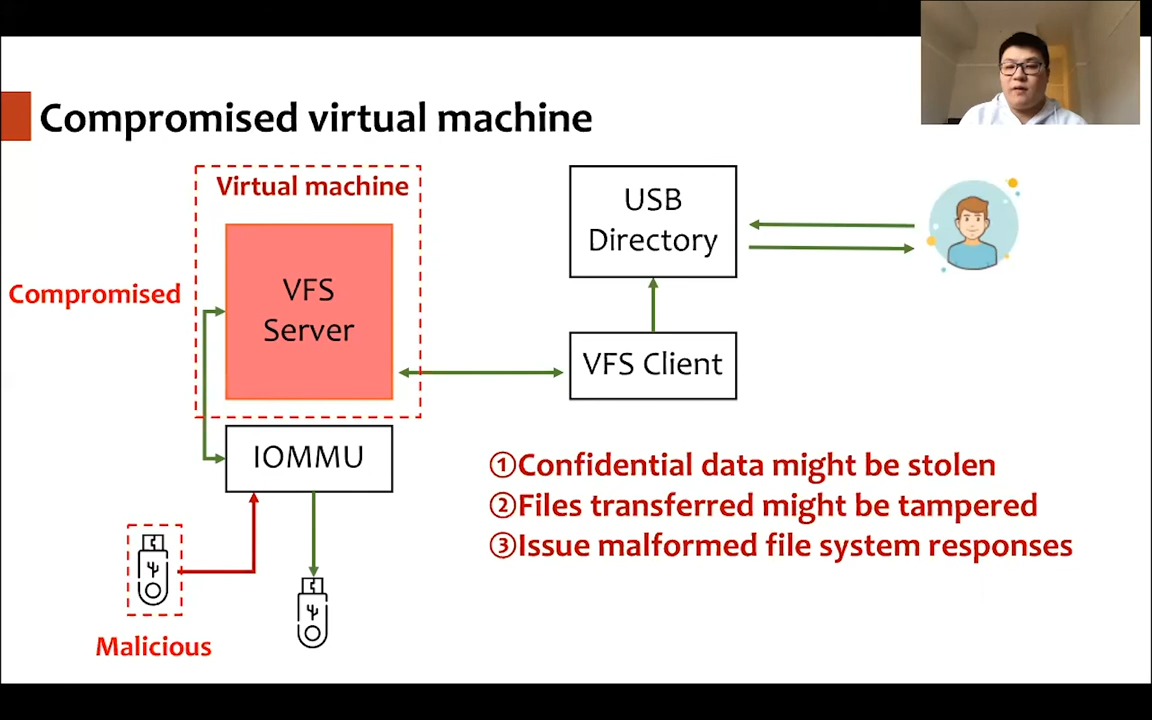 Compromised virtual machine
Virtual machine
VFS
Server
Compromised
USB
Directory
VFS Client
IOMMU
①Confidential data might be stolen
②Files transferred might be tampered
③Issue malformed file system responses
Malicious